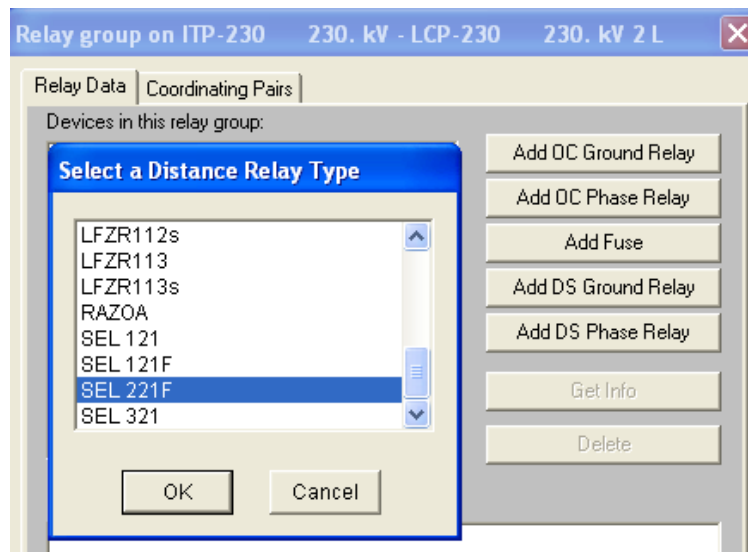 Relay group on ITP-230 230. kV - LCP-230 230. kV 2 L
Relay Data Coordinating Pairs
Devices in this relay group:
Select a Distance Relay Type
LFZR112s
LFZR113
LFZR113s
RAZOA
SEL 121
SEL 121F
SEL 221F
SEL 321
OK Cancel
Add OC Ground Relay
Add OC Phase Relay
Add Fuse
Add DS Ground Relay
Add DS Phase Relay
Get Info
Delete